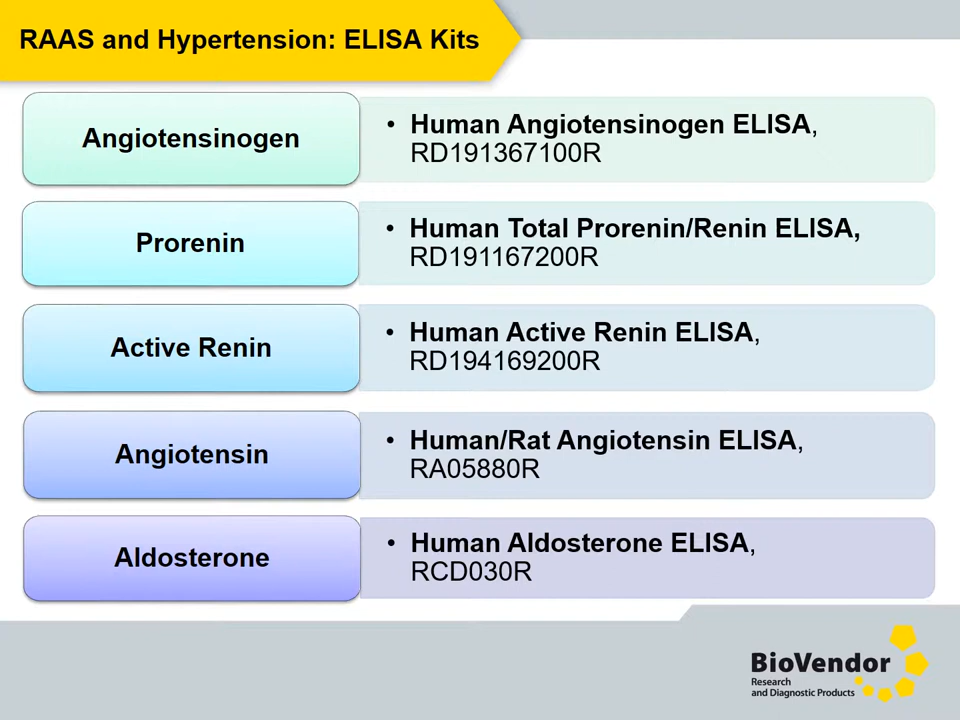 RAAS and Hypertension: ELISA Kits
Angiotensinogen
• Human Angiotensinogen ELISA,
RD191367100R
Prorenin
• Human Total Prorenin/Renin ELISA,
RD191167200R
Active Renin
• Human Active Renin ELISA,
RD194169200R
Angiotensin
• Human/Rat Angiotensin ELISA,
RA05880R
Aldosterone
• Human Aldosterone ELISA,
RCD030R
BioVendor
Research
and Diagnostic Products